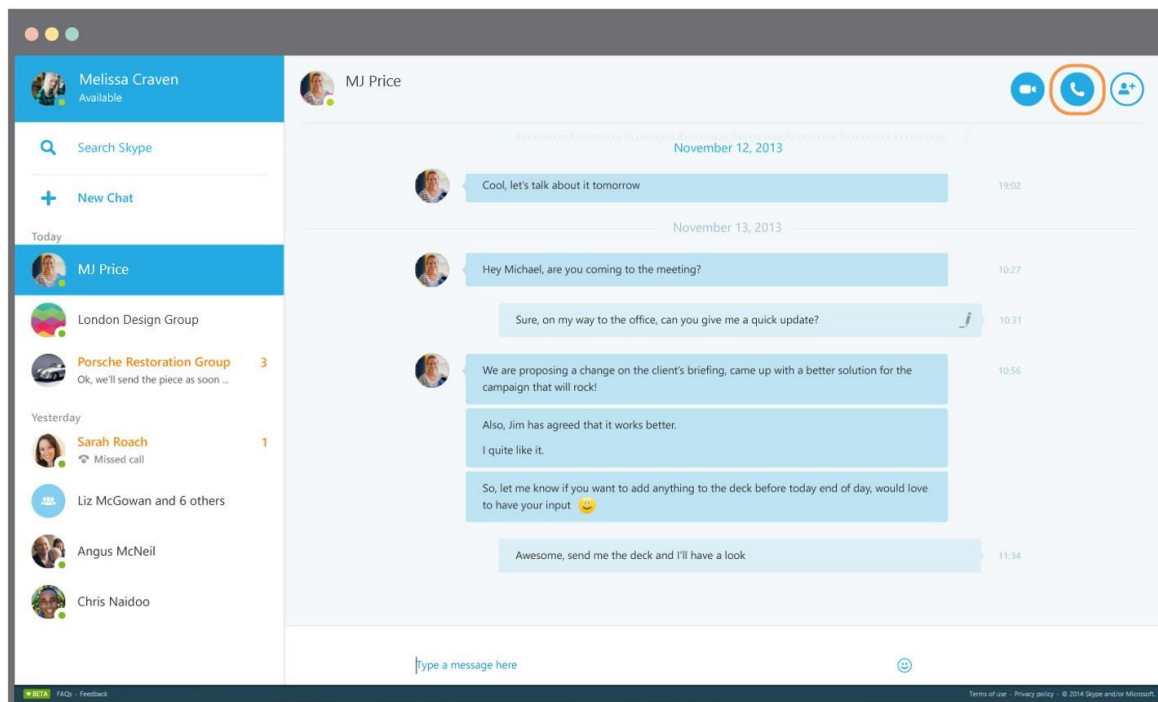 Melissa Craven
Available
Search Skype
New Chat
Today
MJ Price
London Design Group
Porsche Restoration Group 3
Ok, we'll send the piece as soon ...
Yesterday
Sarah Roach 1
Missed call
Liz McGowan and 6 others
Angus McNeil
Chris Naidoo
MJ Price
November 12, 2013
Cool, let's talk about it tomorrow 19:02
November 13, 2013
Hey Michael, are you coming to the meeting? 10:27
Sure, on my way to the office, can you give me a quick update? 10:31
We are proposing a change on the client's briefing, came up with a better solution for the 10:56
campaign that will rock!
Also, Jim has agreed that it works better.
I quite like it.
So, let me know if you want to add anything to the deck before today end of day, would love
to have your input
Awesome, send me the deck and I'll have a look 11:34
Type a message here
BETA FAQs - Feedback
Terms of use - Privacy policy - © 2014 Skype and/or Microsoft.